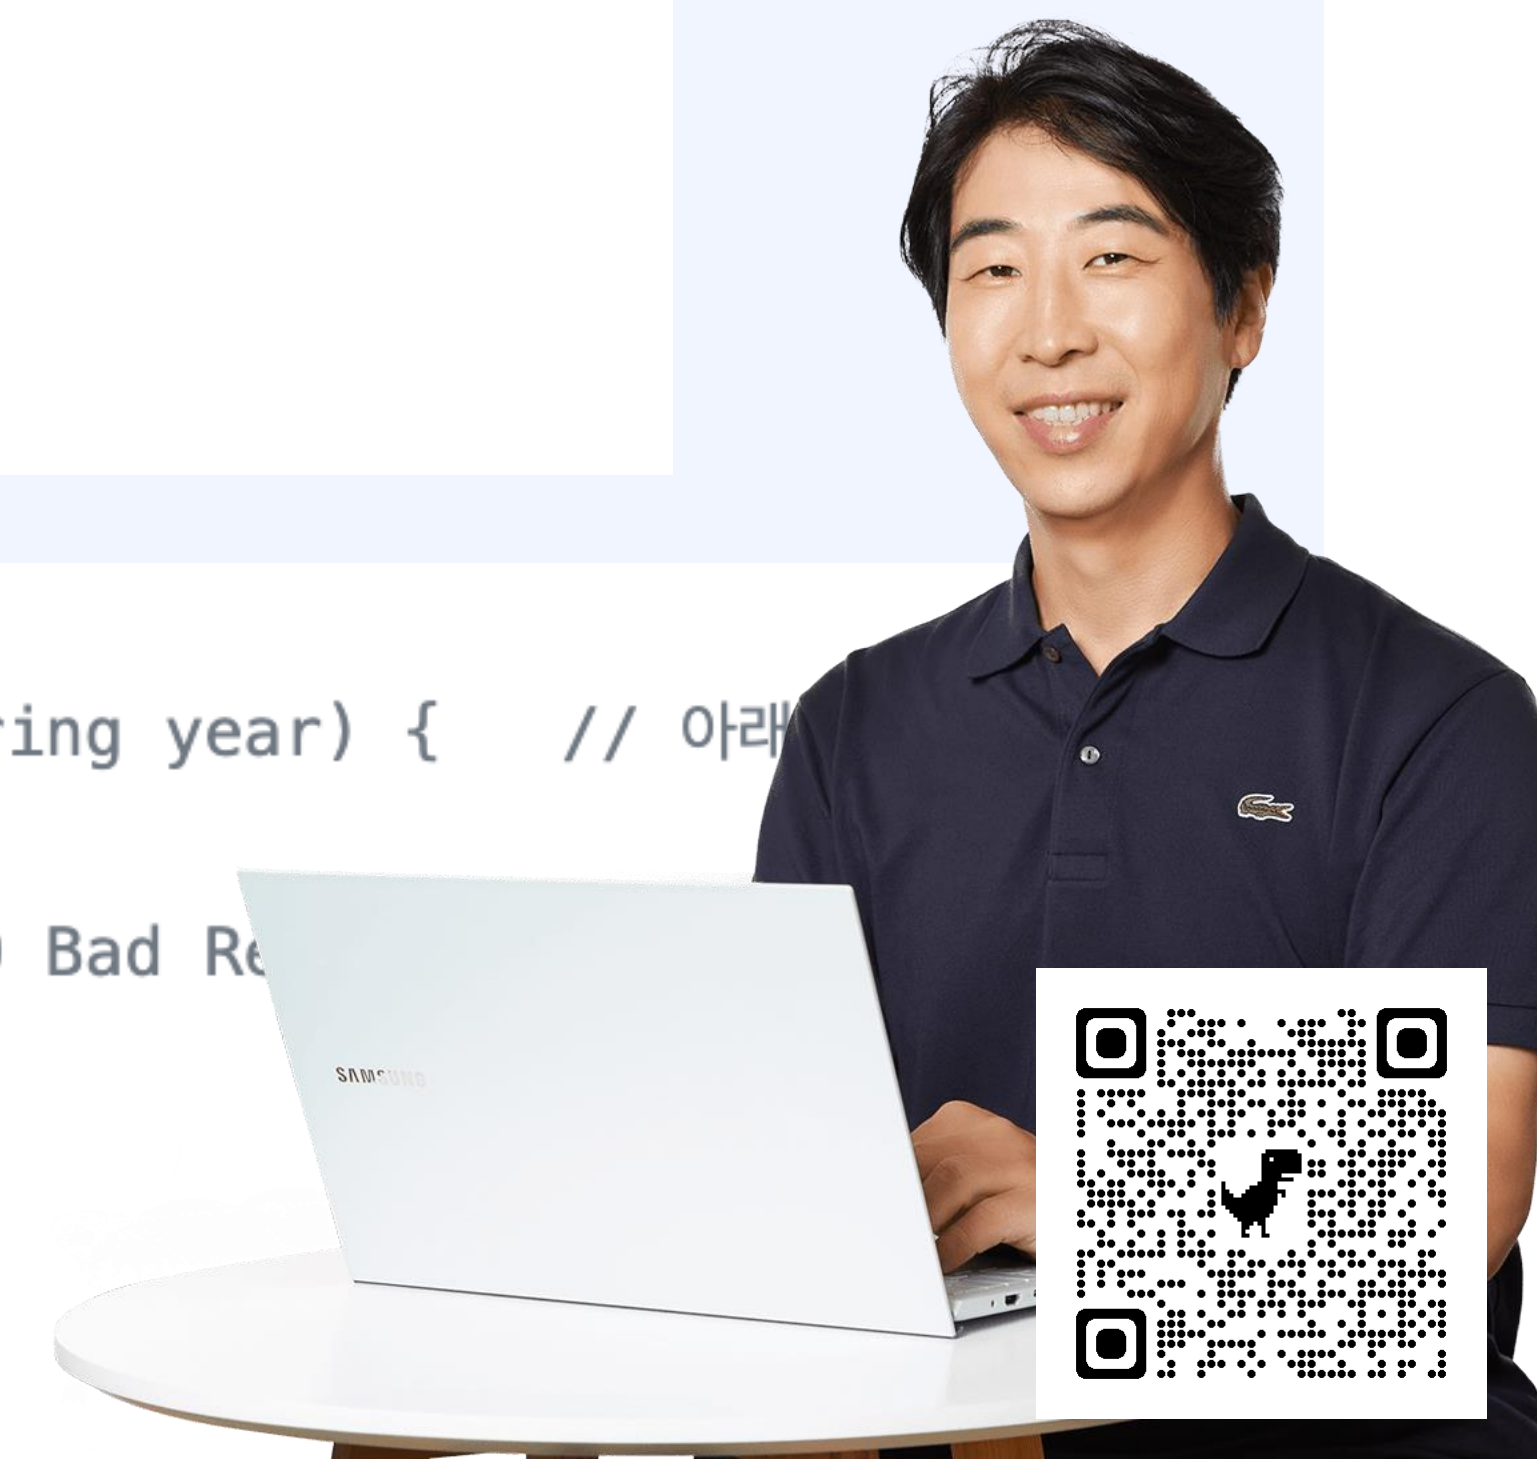 ring year) {    // 아래
Bad Re
SAMSUNG